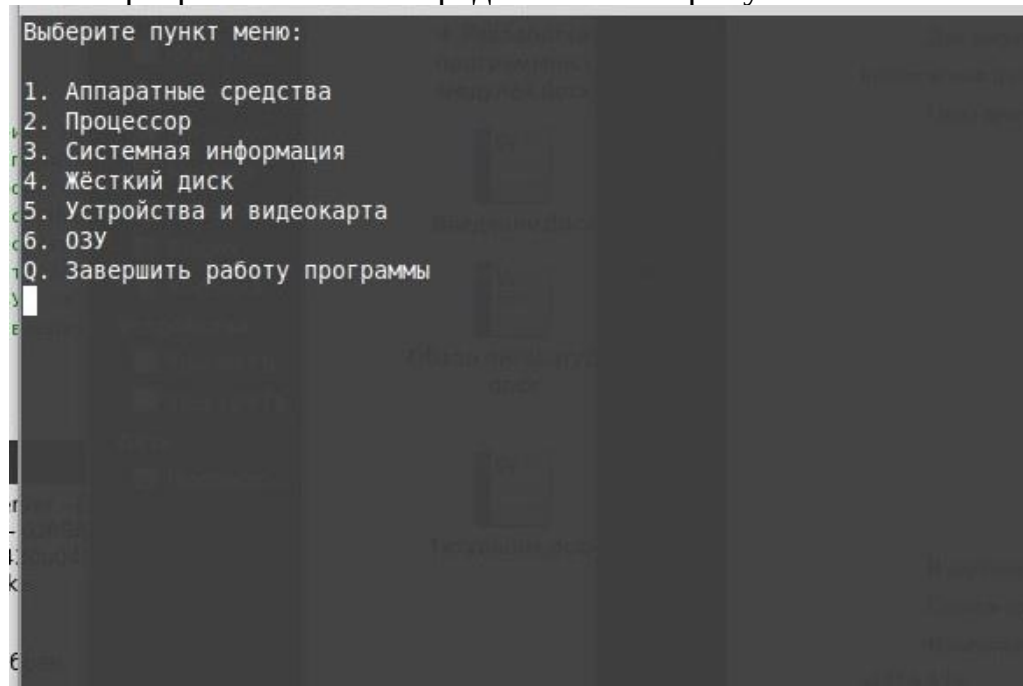 Выберите пункт меню:
1. Аппаратные средства
2. Процессор
3. Системная информация
4. Жёсткий диск
5. Устройства и видеокарта
6. ОЗУ
Q. Завершить работу программы